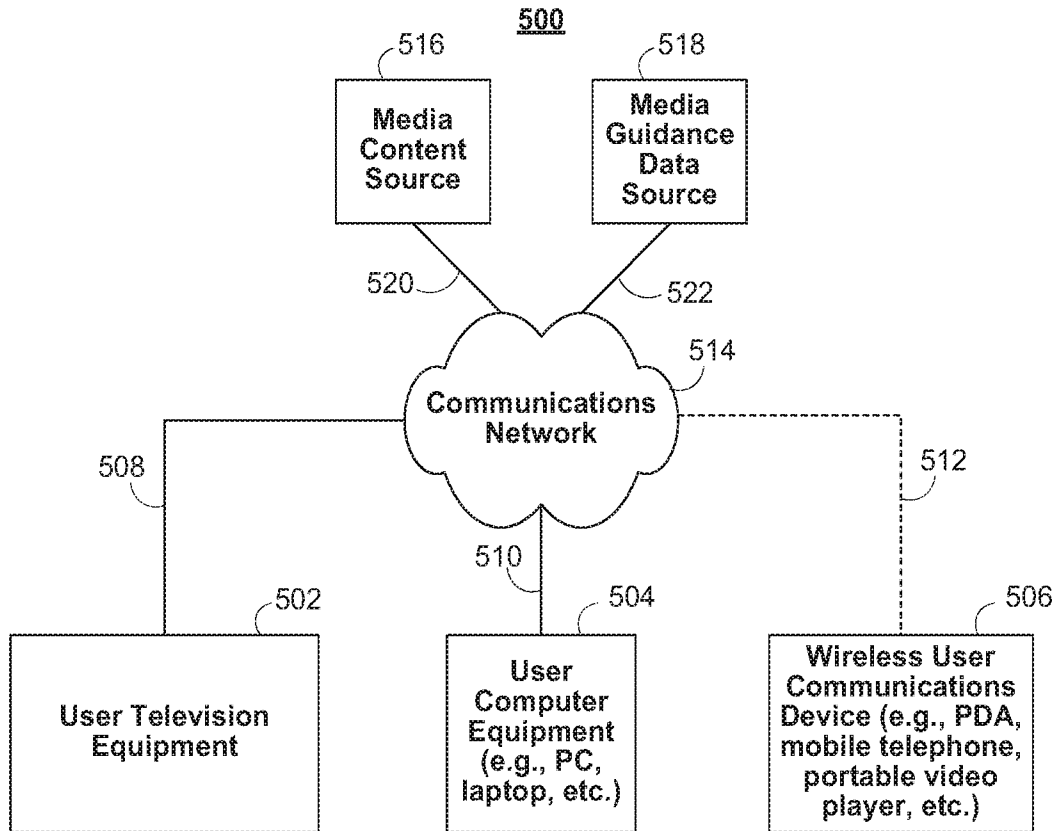 500
516
518
Media
Content
Source
Media
Guidance
Data
Source
520
522
514
Communications
Network
508
512
510
502
504
506
User Television
Equipment
User
Computer
Equipment
(e.g., PC,
laptop, etc.)
Wireless User
Communications
Device (e.g., PDA,
mobile telephone,
portable video
player, etc.)